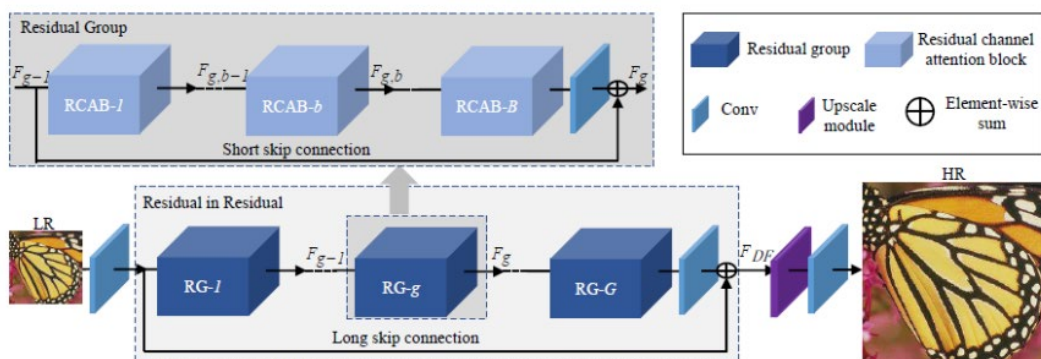 Residual Group
F_{g-1}
RCAB-1
F_{g,b-1}
RCAB-b
F_{g,b}
RCAB-B
F_g
Short skip connection
Residual group
Residual channel
attention block
Conv
Upscale
module
Element-wise
sum
LR
Residual in Residual
RG-1
F_{g-1}
RG-g
F_g
RG-G
F_{DF}
Long skip connection
HR